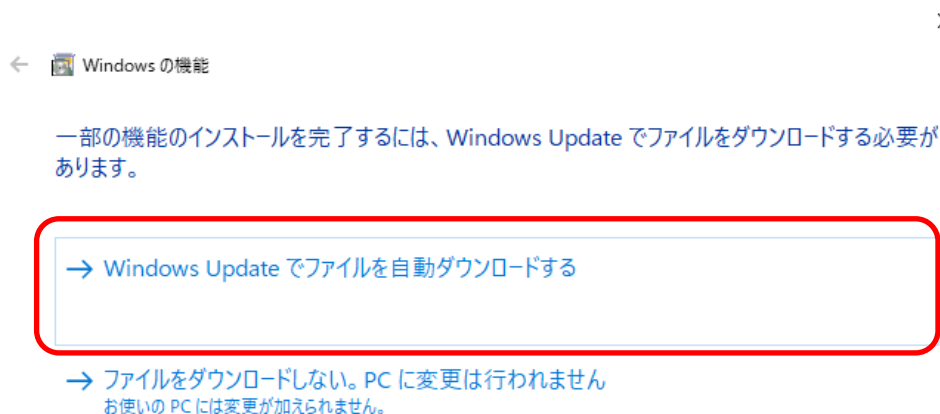 Windows の機能
一部の機能のインストールを完了するには、Windows Update でファイルをダウンロードする必要が
あります。
→ Windows Update でファイルを自動ダウンロードする
→ ファイルをダウンロードしない。PC に変更は行われません
お使いの PC には変更が加えられません。